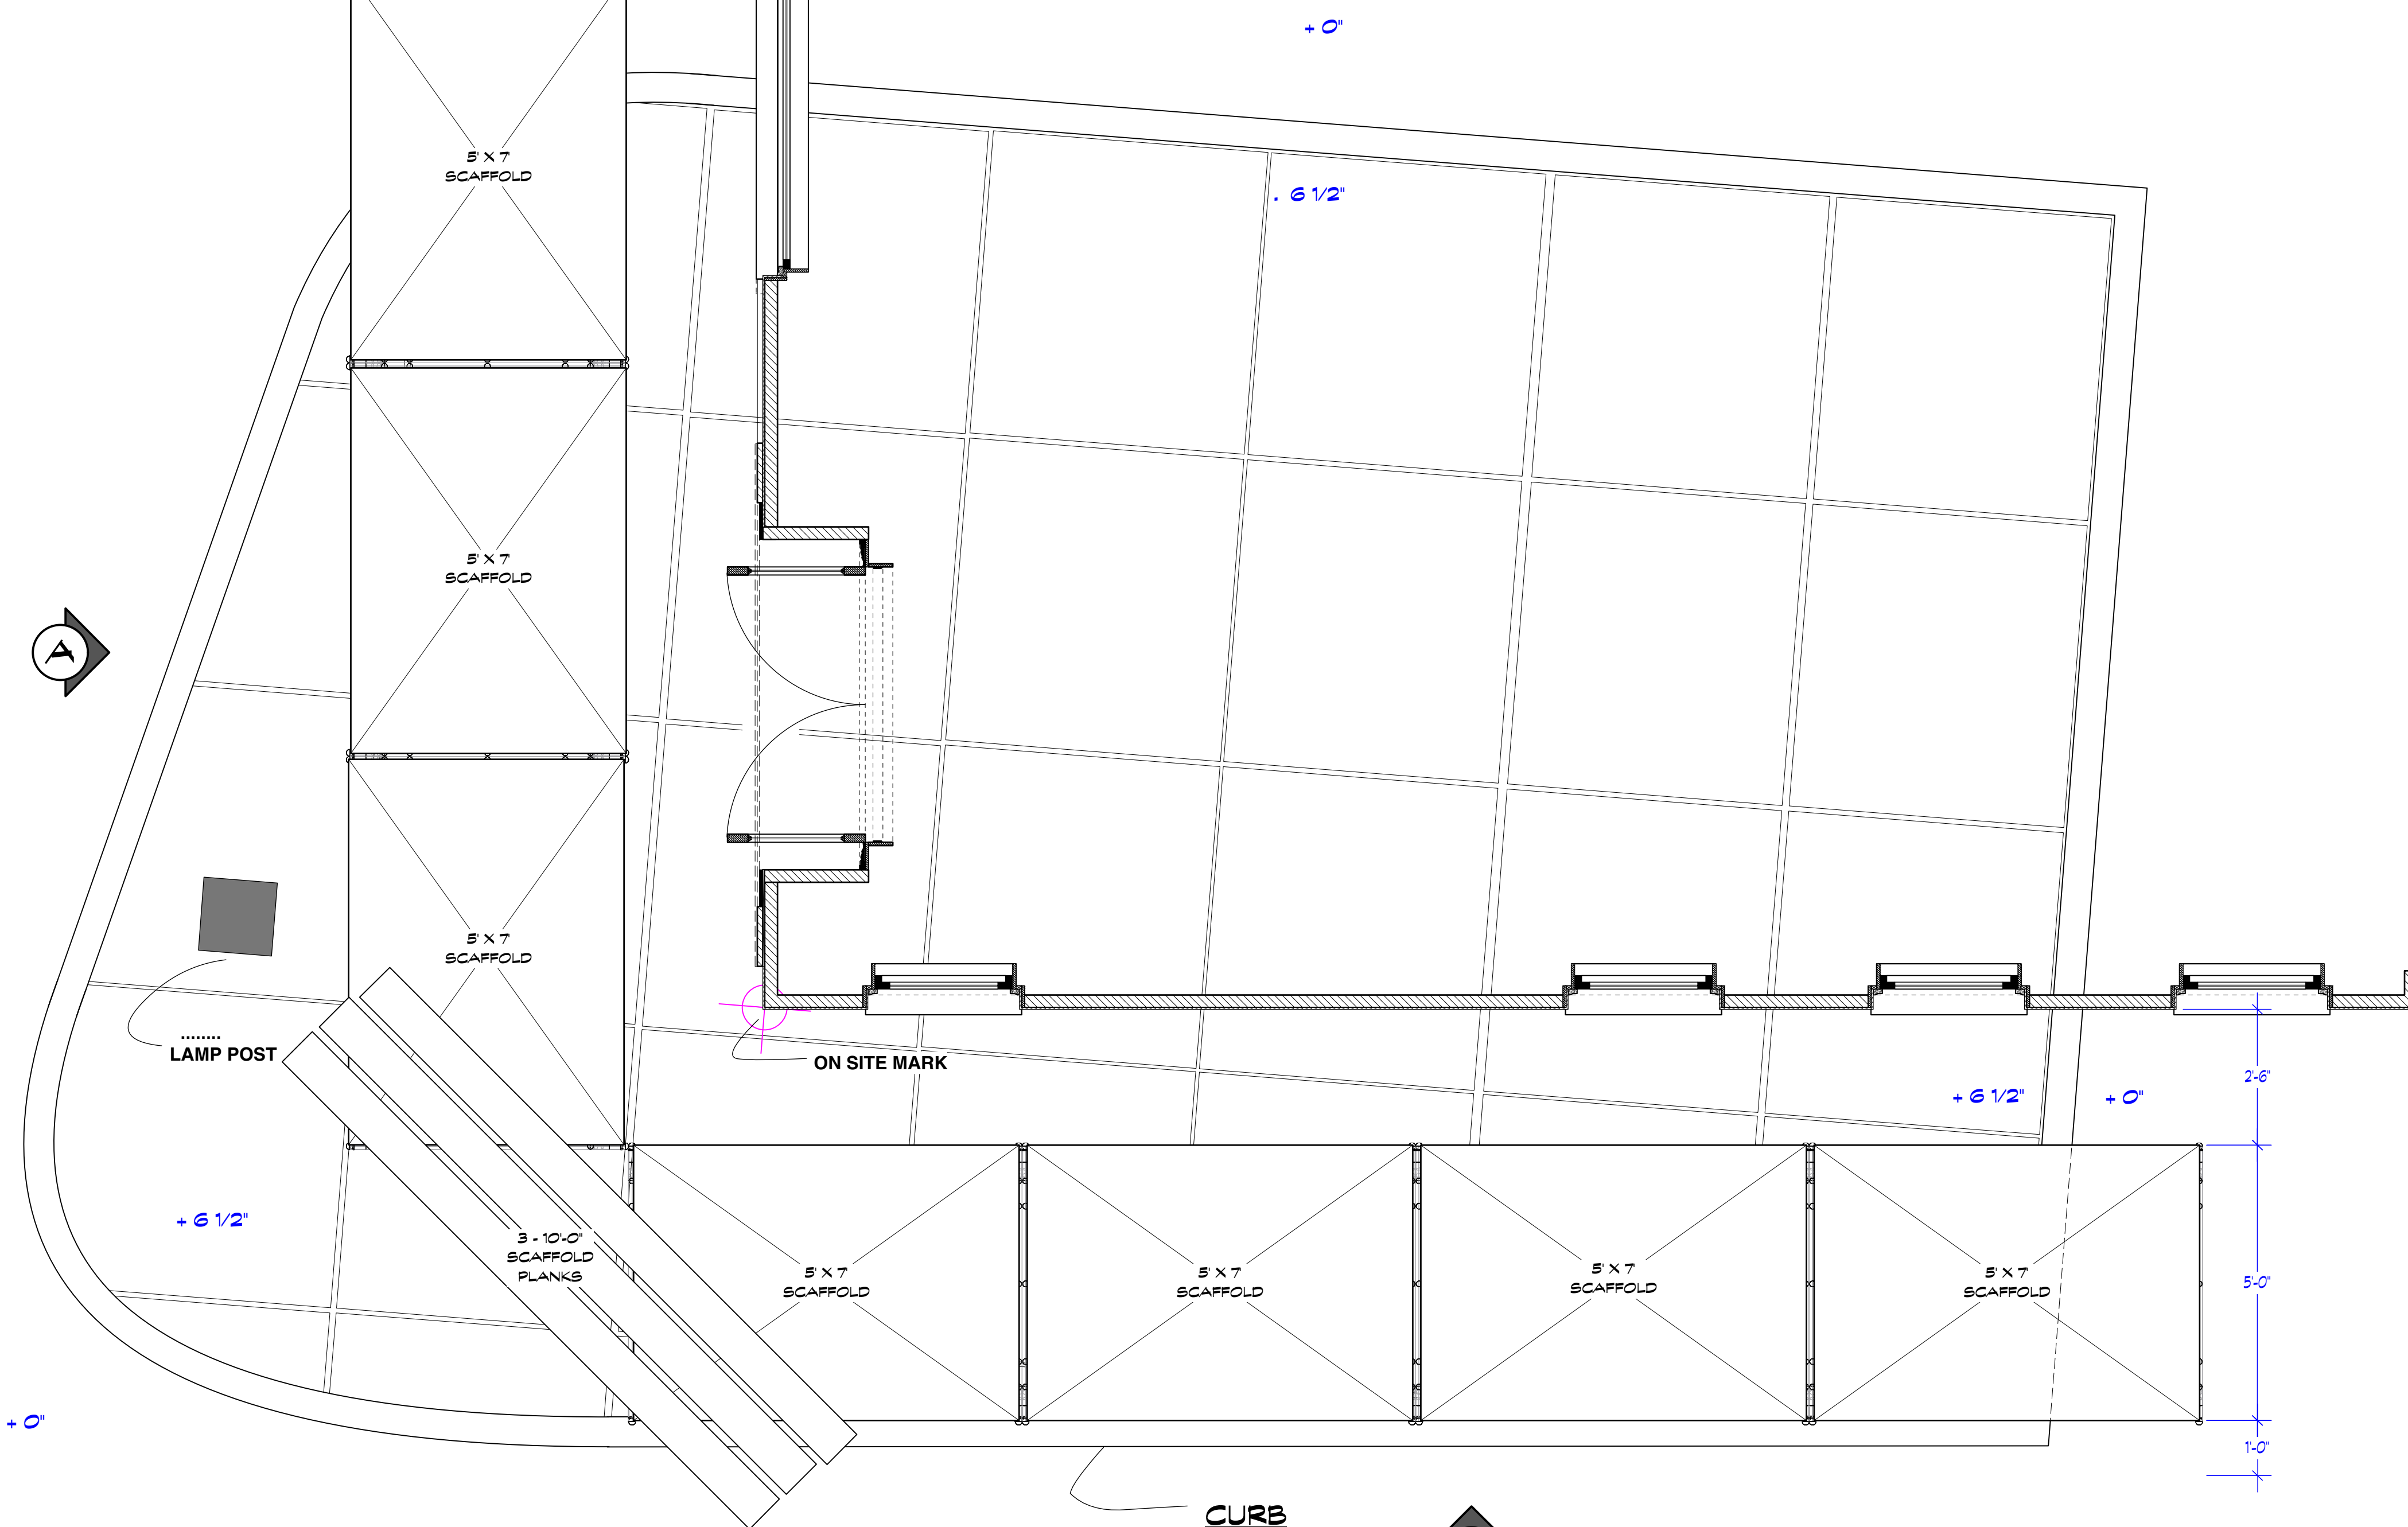 + 0"
5' X 7'
SCAFFOLD
. 6 1/2"
5' X 7'
SCAFFOLD
A
5' X 7'
SCAFFOLD
LAMP POST
ON SITE MARK
2'-6"
+ 6 1/2"
+ 0"
+ 6 1/2"
3 - 10'-0"
SCAFFOLD
PLANKS
5' X 7'
SCAFFOLD
5' X 7'
SCAFFOLD
5' X 7'
SCAFFOLD
5' X 7'
SCAFFOLD
5'-0"
+ 0"
1'-0"
CURB